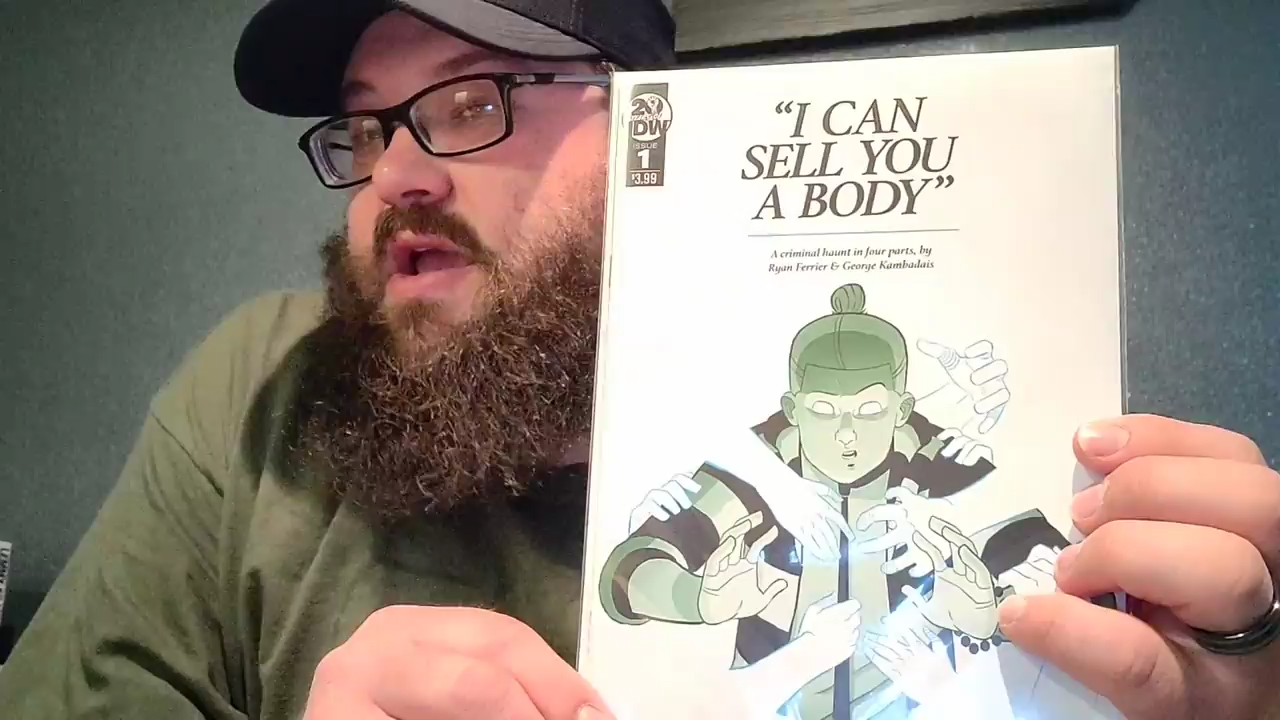 20
IDW
ISSUE
1
$3.99
"I CAN
SELL YOU
A BODY"
A criminal haunt in four parts, by
Ryan Ferrier & George Kambadais